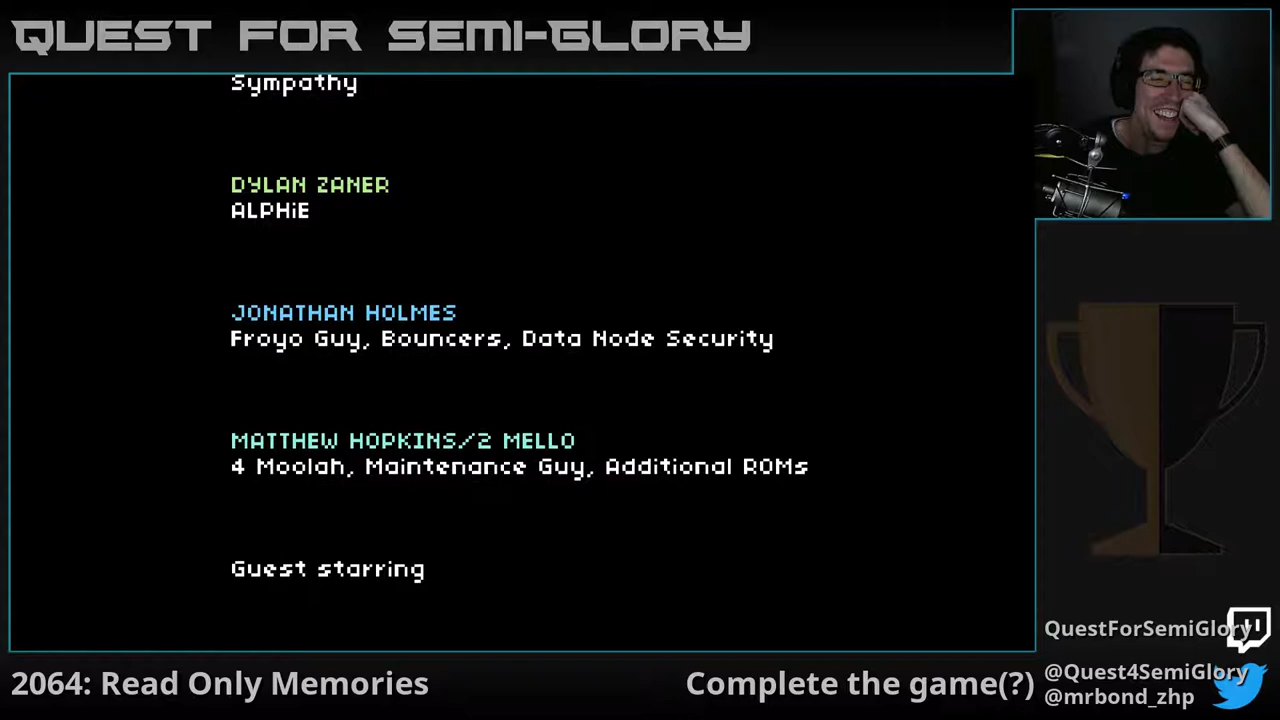 QUEST FOR SEMI-GLORY
Sympathy
DYLAN ZANER
ALPHiE
JONATHAN HOLMES
Froyo Guy, Bouncers, Data Node Security
MATTHEW HOPKINS/2 MELLO
4 Moolah, Maintenance Guy, Additional ROMs
Guest starring
QuestForSemiGlory
@Quest4SemiGlory
@mrbond_zhp
2064: Read Only Memories
Complete the game(?)